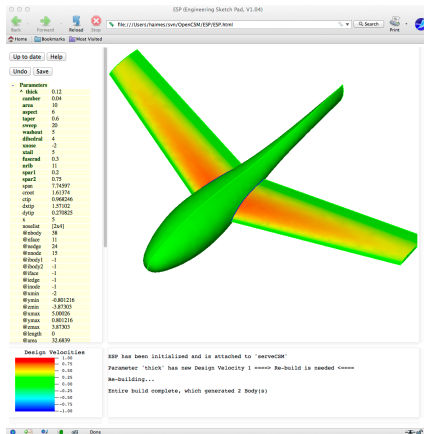 ESP (Engineering Sketch Pad, V1.04)
Back Forward Reload Stop
file:///Users/haimes/svn/OpenCSM/ESP/ESP.html
Search
Print
Home Bookmarks Most Visited
Up to date Help
Undo Save
- Parameters
^ thick 0.12
camber 0.04
area 10
aspect 6
taper 0.6
sweep 20
washout 5
dihedral 4
xnose -2
xtail 5
fuserad 0.3
nrib 11
spar1 0.2
spar2 0.75
span 7.74597
croot 1.61374
ctip 0.968246
dxtip 1.57102
dytip 0.270825
x 5
noselist [2x4]
@nbody 38
@nface 11
@nedge 24
@nnode 15
@ibody1 -1
@ibody2 -1
@iface -1
@iedge -1
@inode -1
@xmin -2
@ymin -0.801216
@zmin -3.87303
@xmax 5.00026
@ymax 0.801216
@zmax 3.87303
@length 0
@area 32.6839
Design Velocities
1.00
0.75
0.50
0.25
0.00
-0.25
-0.50
-0.75
-1.00
ESP has been initialized and is attached to 'serveCSM'
Parameter 'thick' has new Design Velocity 1 ====> Re-build is needed <====
Re-building...
Entire build complete, which generated 2 Body(s)
Done